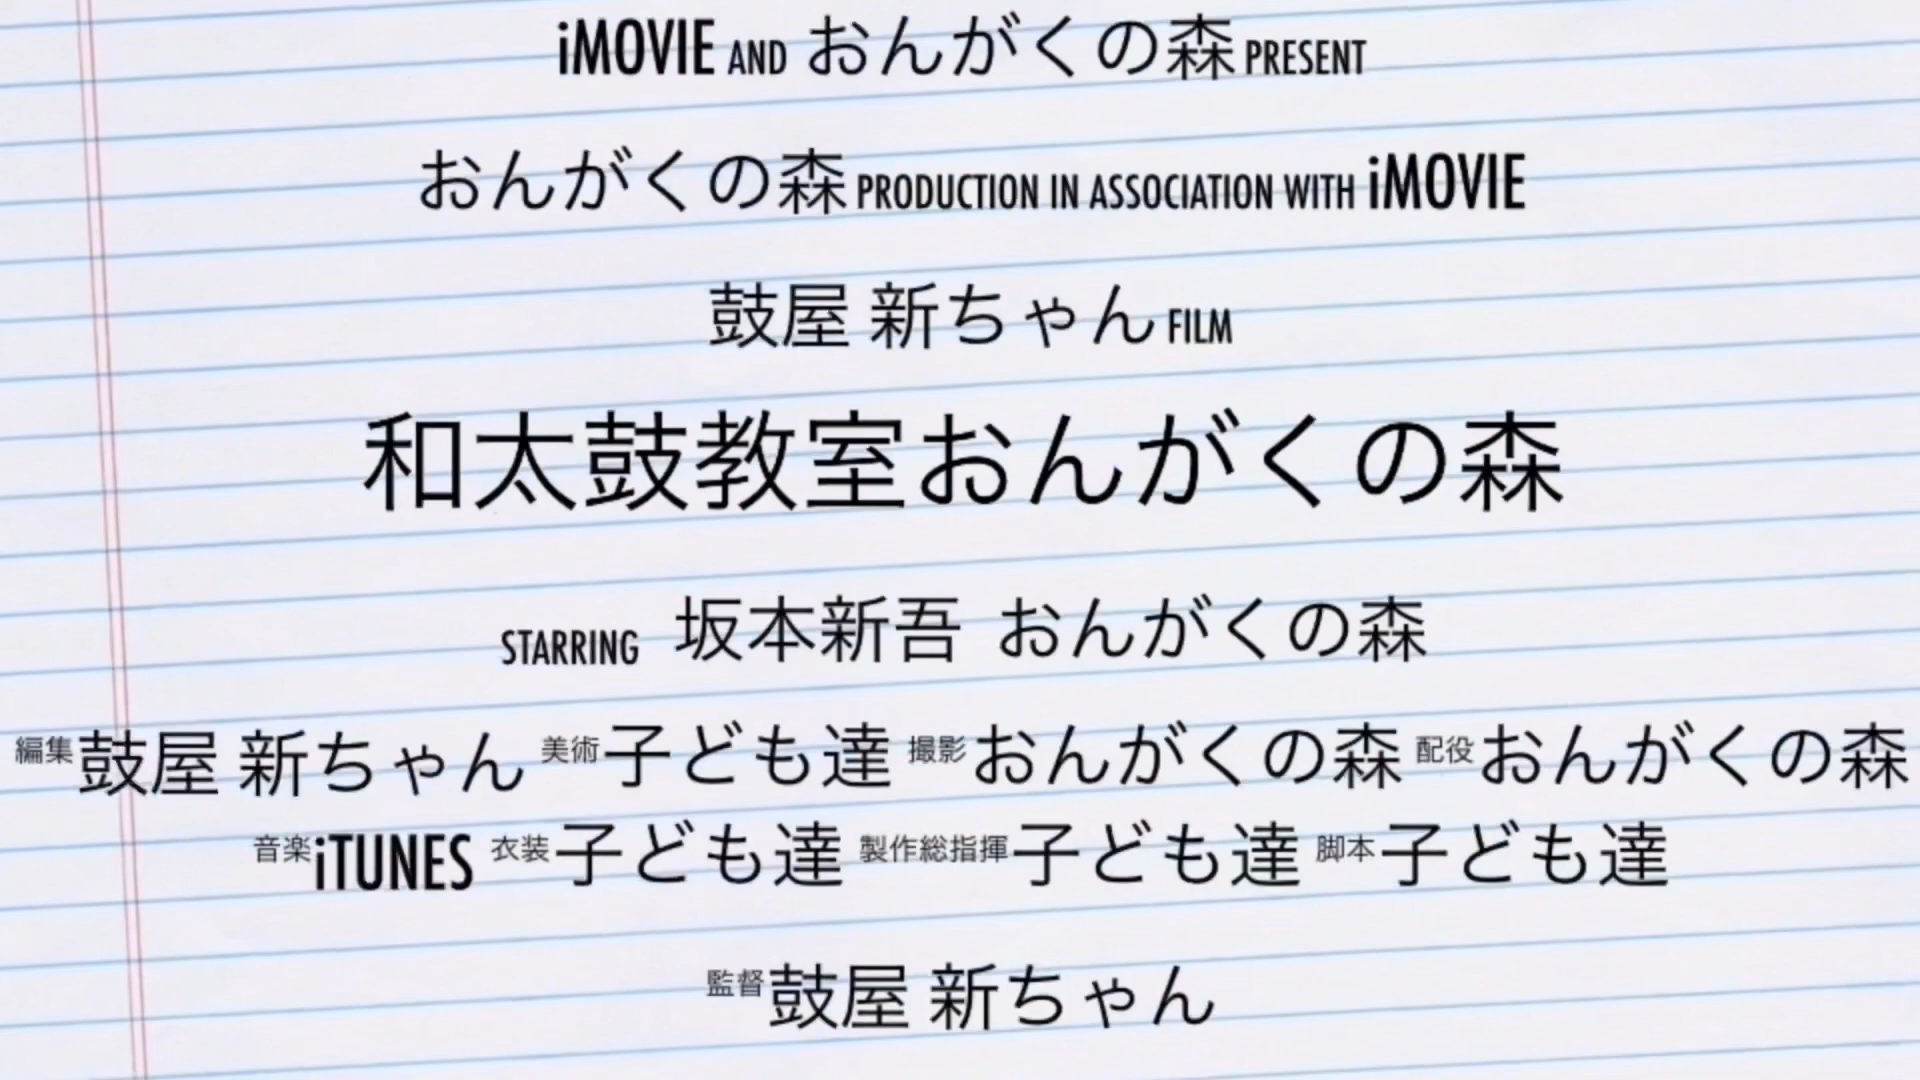 iMOVIE AND おんがくの森 PRESENT
おんがくの森 PRODUCTION IN ASSOCIATION WITH iMOVIE
鼓屋 新ちゃん FILM
和太鼓教室おんがくの森
STARRING 坂本新吾 おんがくの森
編集 鼓屋 新ちゃん 美術 子ども達 撮影 おんがくの森 配役 おんがくの森
音楽 iTUNES 衣装 子ども達 製作総指揮 子ども達 脚本 子ども達
監督 鼓屋 新ちゃん